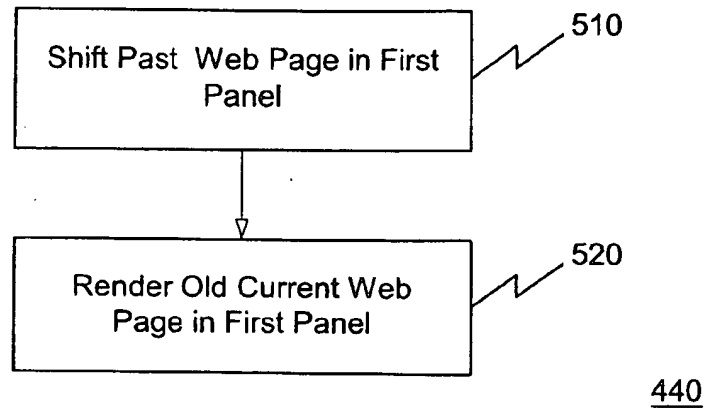 Shift Past Web Page in First
Panel
510
Render Old Current Web
Page in First Panel
520
440